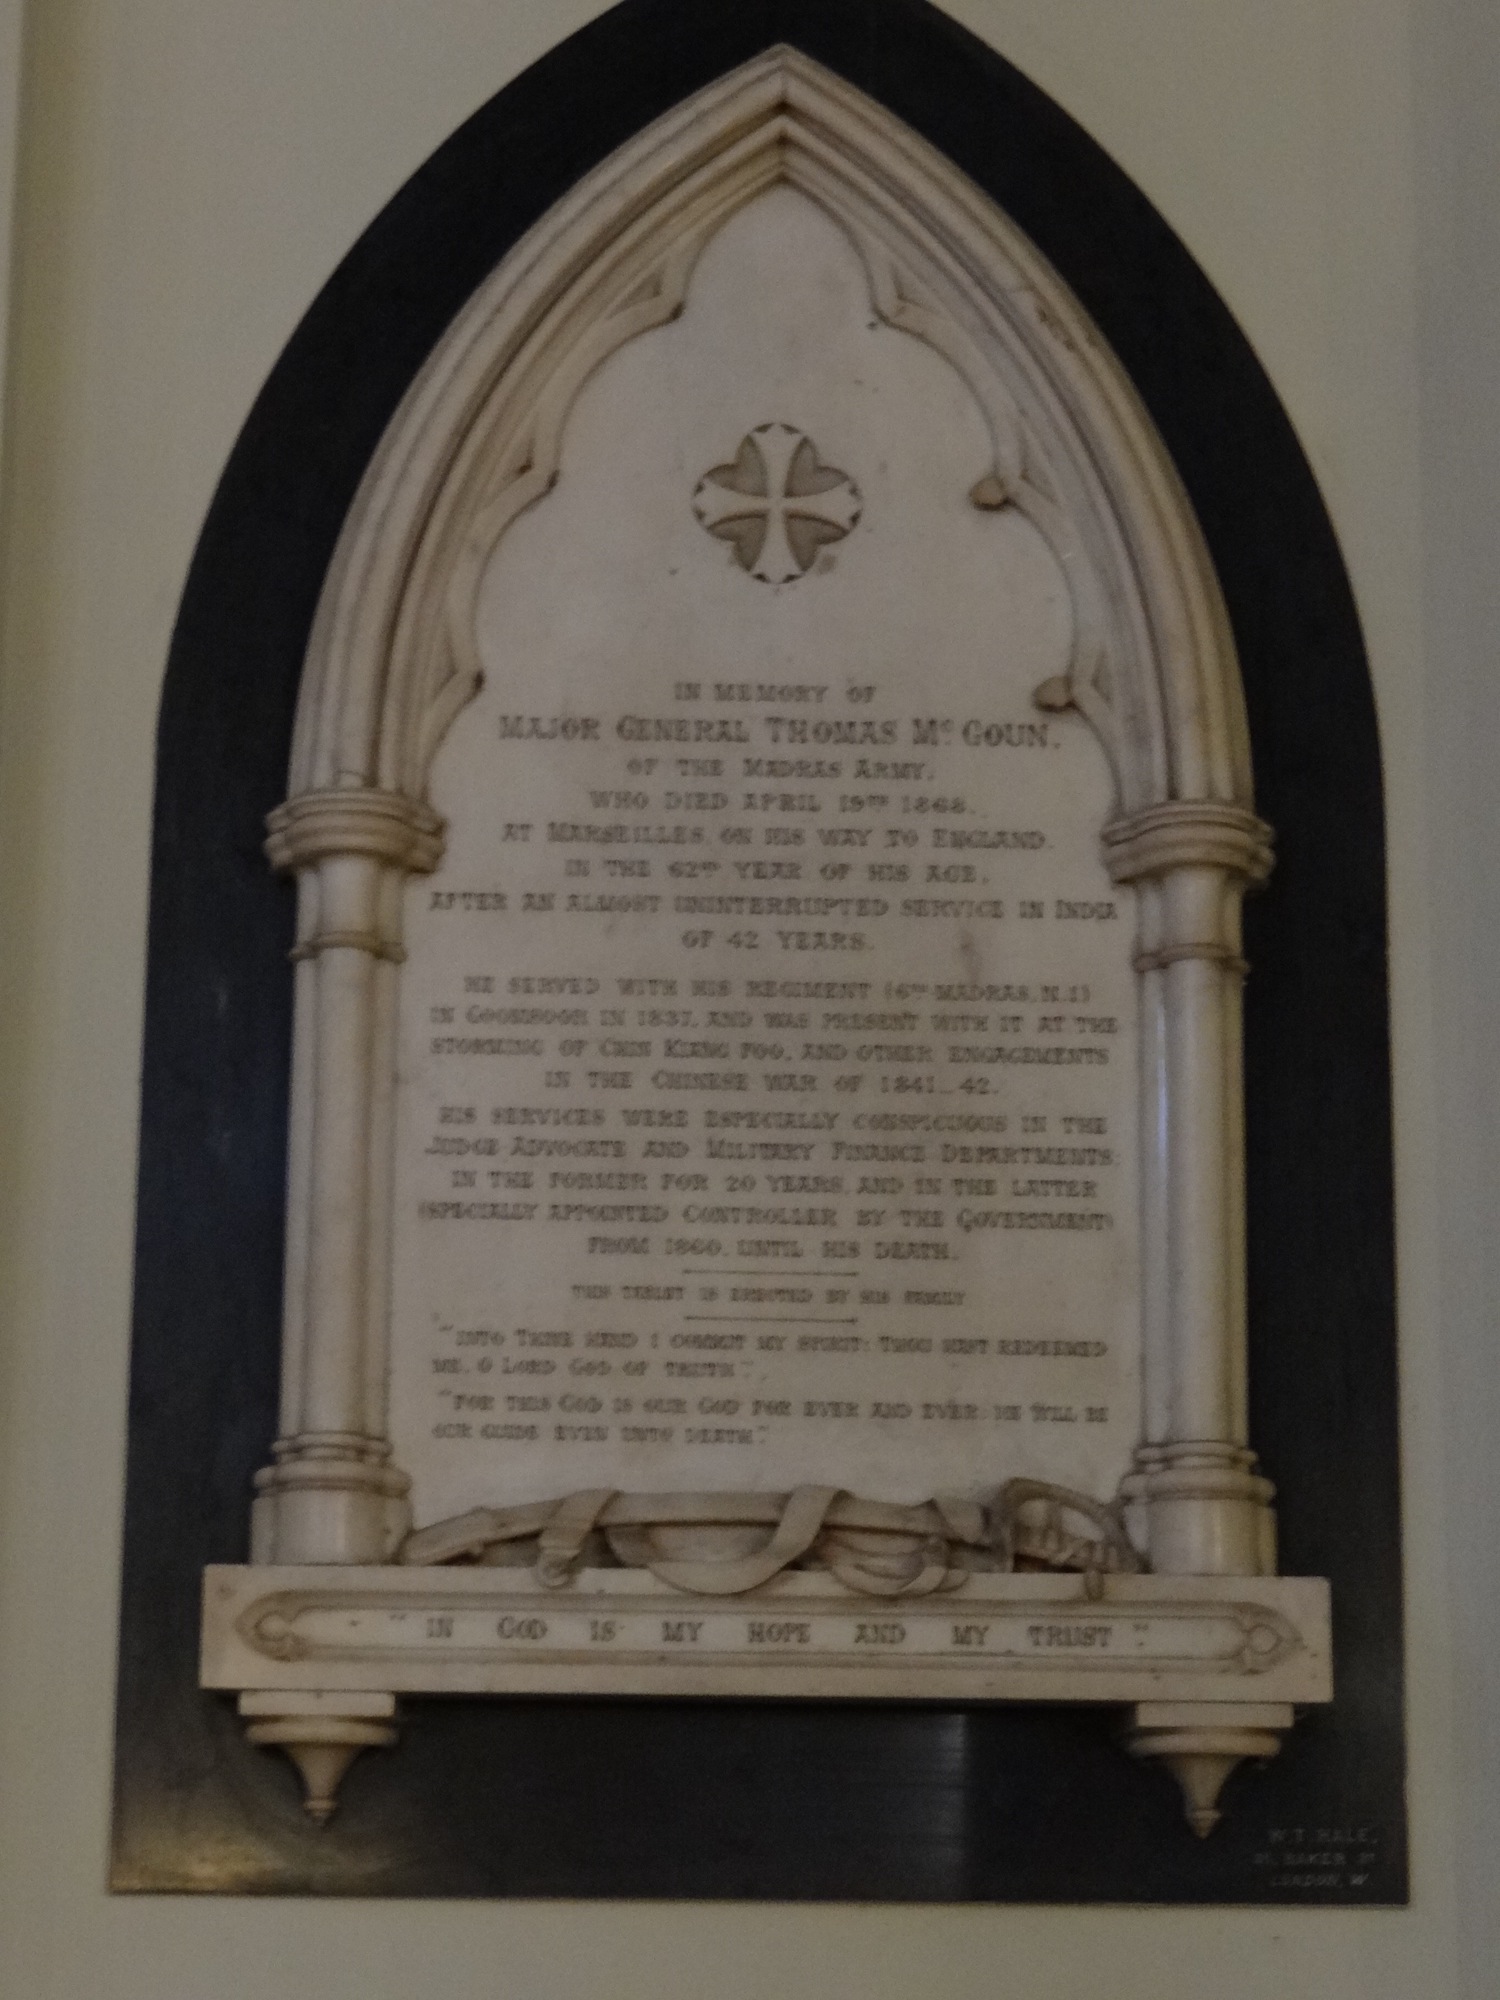 IN MEMORY OF
MAJOR GENERAL THOMAS Mc GOUN.
OF THE MADRAS ARMY,
WHO DIED APRIL 19TH 1868.
AT MARSEILLES, ON HIS WAY TO ENGLAND.
IN THE 62ND YEAR OF HIS AGE,
AFTER AN ALMOST UNINTERRUPTED SERVICE IN INDIA
OF 42 YEARS.
HE SERVED WITH HIS REGIMENT (6TH MADRAS. N.I)
IN GOOMSOOR IN 1837, AND WAS PRESENT WITH IT AT THE
STORMING OF CHIN KIANG FOO, AND OTHER ENGAGEMENTS
IN THE CHINESE WAR OF 1841_42.
HIS SERVICES WERE ESPECIALLY CONSPICUOUS IN THE
JUDGE ADVOCATE AND MILITARY FINANCE DEPARTMENTS:
IN THE FORMER FOR 20 YEARS, AND IN THE LATTER
(SPECIALLY APPOINTED CONTROLLER BY THE GOVERNMENT)
FROM 1860, UNTIL HIS DEATH.
THIS TABLET IS ERECTED BY HIS FAMILY
"INTO THINE HAND I COMMIT MY SPIRIT: THOU HAST REDEEMED
ME, O LORD GOD OF TRUTH".
"FOR THIS GOD IS OUR GOD FOR EVER AND EVER: HE WILL BE
OUR GUIDE EVEN UNTO DEATH"
"IN GOD IS MY HOPE AND MY TRUST"
W.T. HALE,
BAKER ST
LONDON, W.